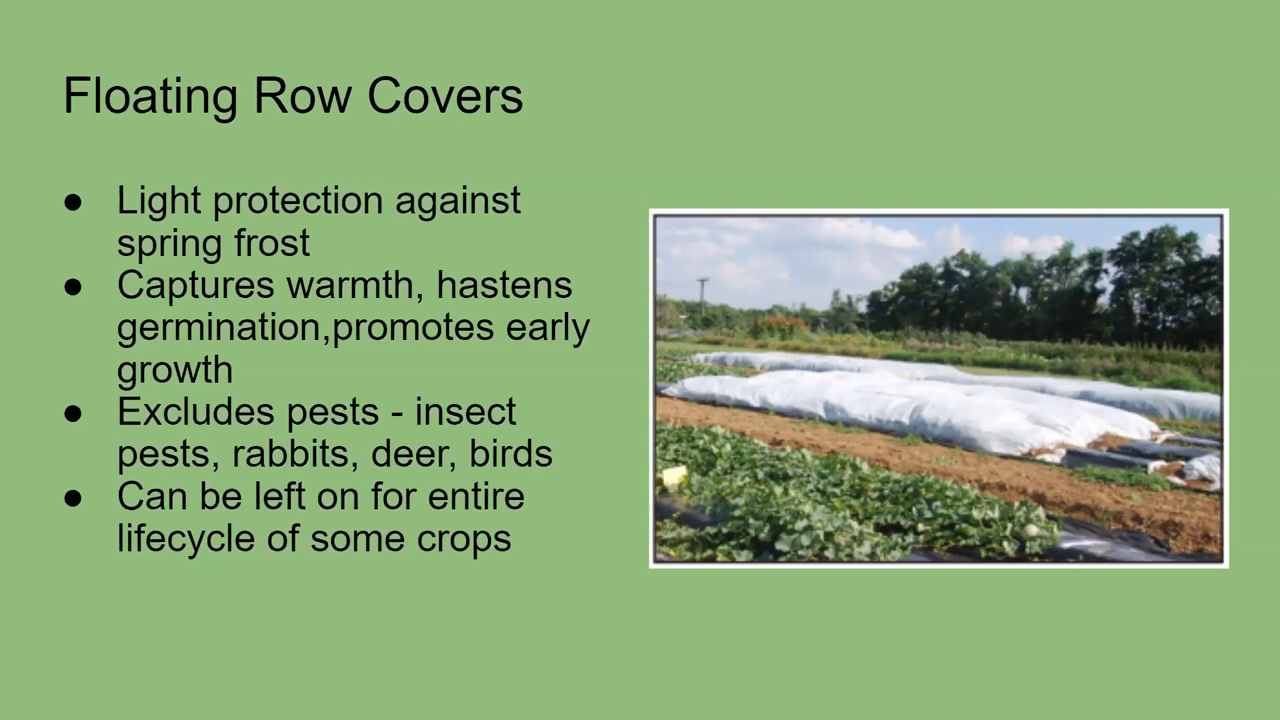 Floating Row Covers
● Light protection against
spring frost
● Captures warmth, hastens
germination,promotes early
growth
● Excludes pests - insect
pests, rabbits, deer, birds
● Can be left on for entire
lifecycle of some crops